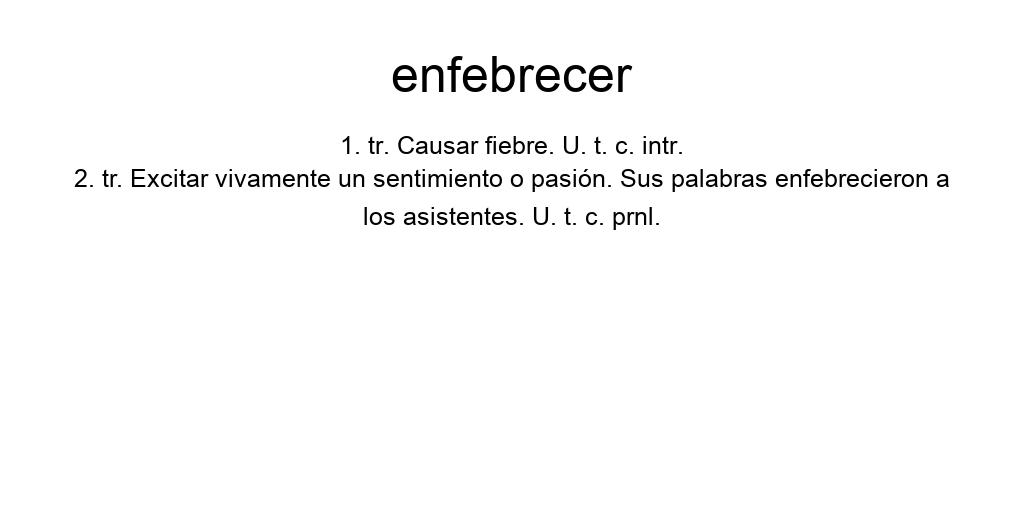 enfebrecer
1. tr. Causar fiebre. U. t. c. intr.
2. tr. Excitar vivamente un sentimiento o pasión. Sus palabras enfebrecieron a
los asistentes. U. t. c. prnl.